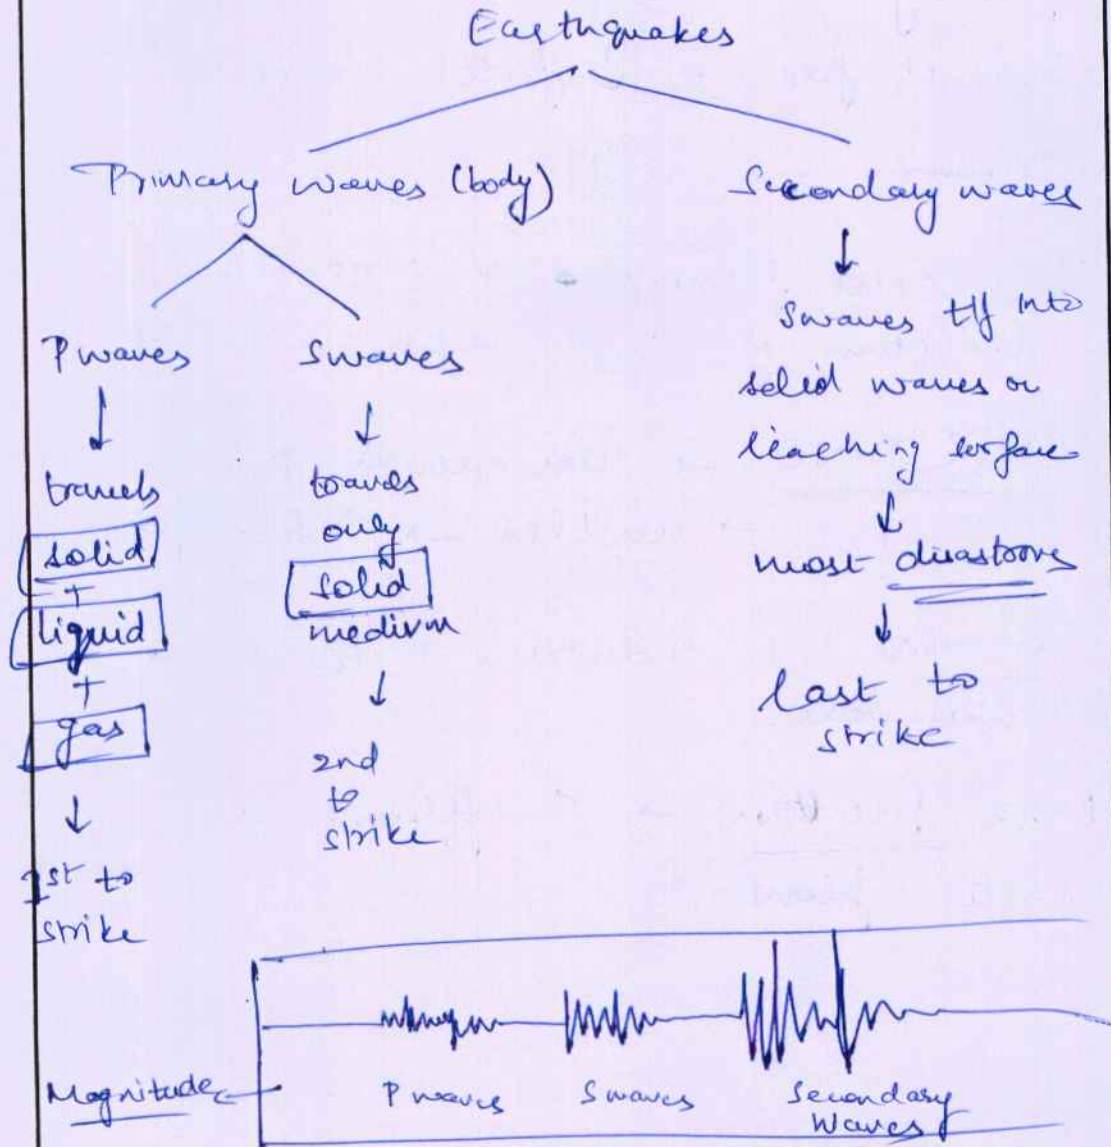 Earthquakes
Primary waves (body)
Secondary waves
P waves
S waves
travels
solid
+
liquid
+
gas
1st to
strike
travels
only
solid
medium
2nd
to
strike
S waves into
solid waves or
reaching surface
most disastrous
last to
strike
Magnitude
P waves
S waves
Secondary
Waves